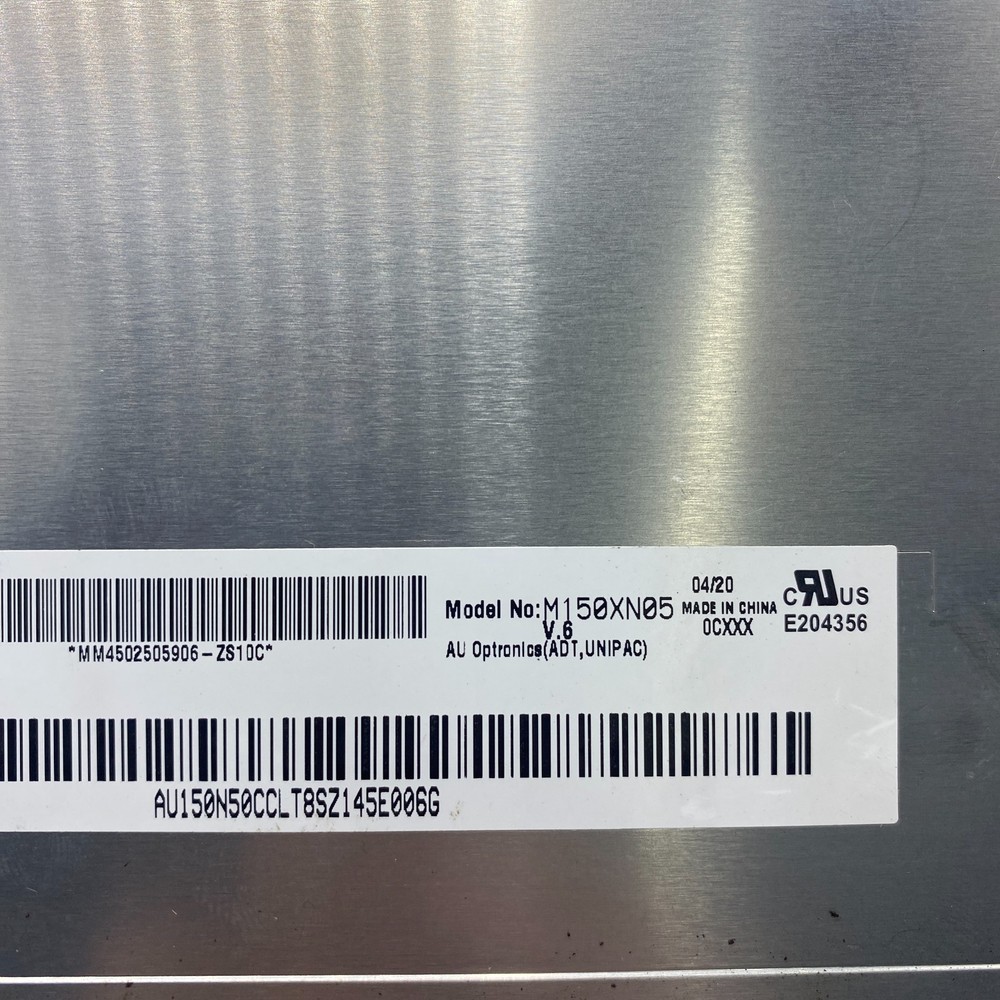 *MM4502505906-ZS10C*
Model No:M150XN05
V.6
AU Optronics(ADT,UNIPAC)
04/20
MADE IN CHINA
0CXXX
c RU US
E204356
AU150N50CCLT8SZ145E006G